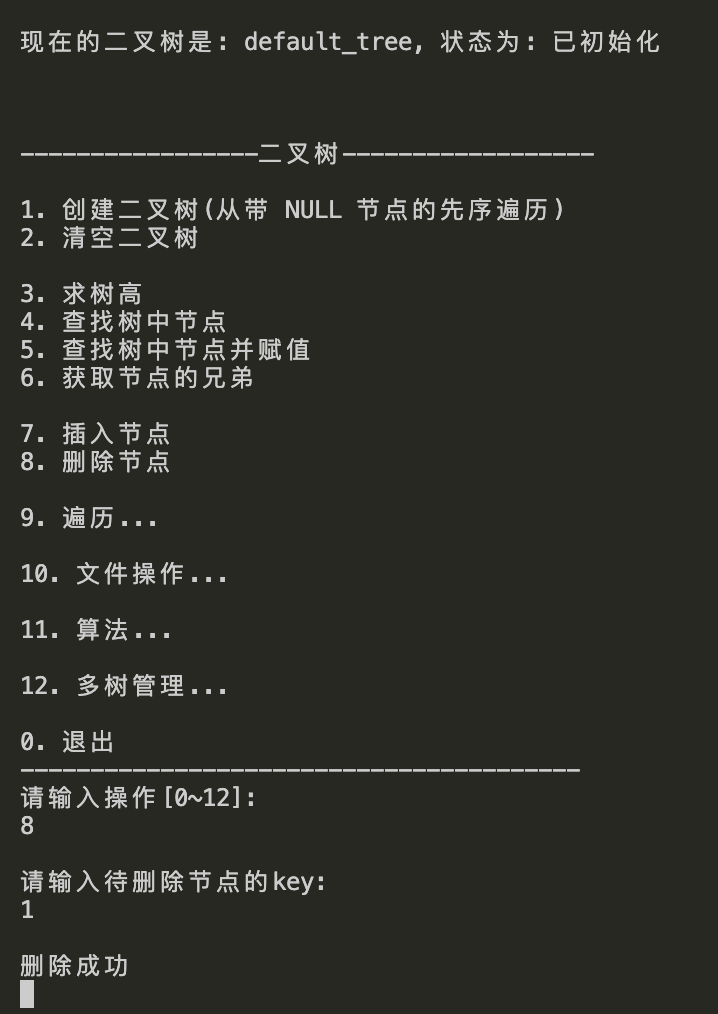 现在的二叉树是: default_tree, 状态为: 已初始化
-----------------二叉树------------------
1. 创建二叉树(从带 NULL 节点的先序遍历)
2. 清空二叉树
3. 求树高
4. 查找树中节点
5. 查找树中节点并赋值
6. 获取节点的兄弟
7. 插入节点
8. 删除节点
9. 遍历...
10. 文件操作...
11. 算法...
12. 多树管理...
0. 退出
----------------------------------------
请输入操作[0~12]:
8
请输入待删除节点的key:
1
删除成功